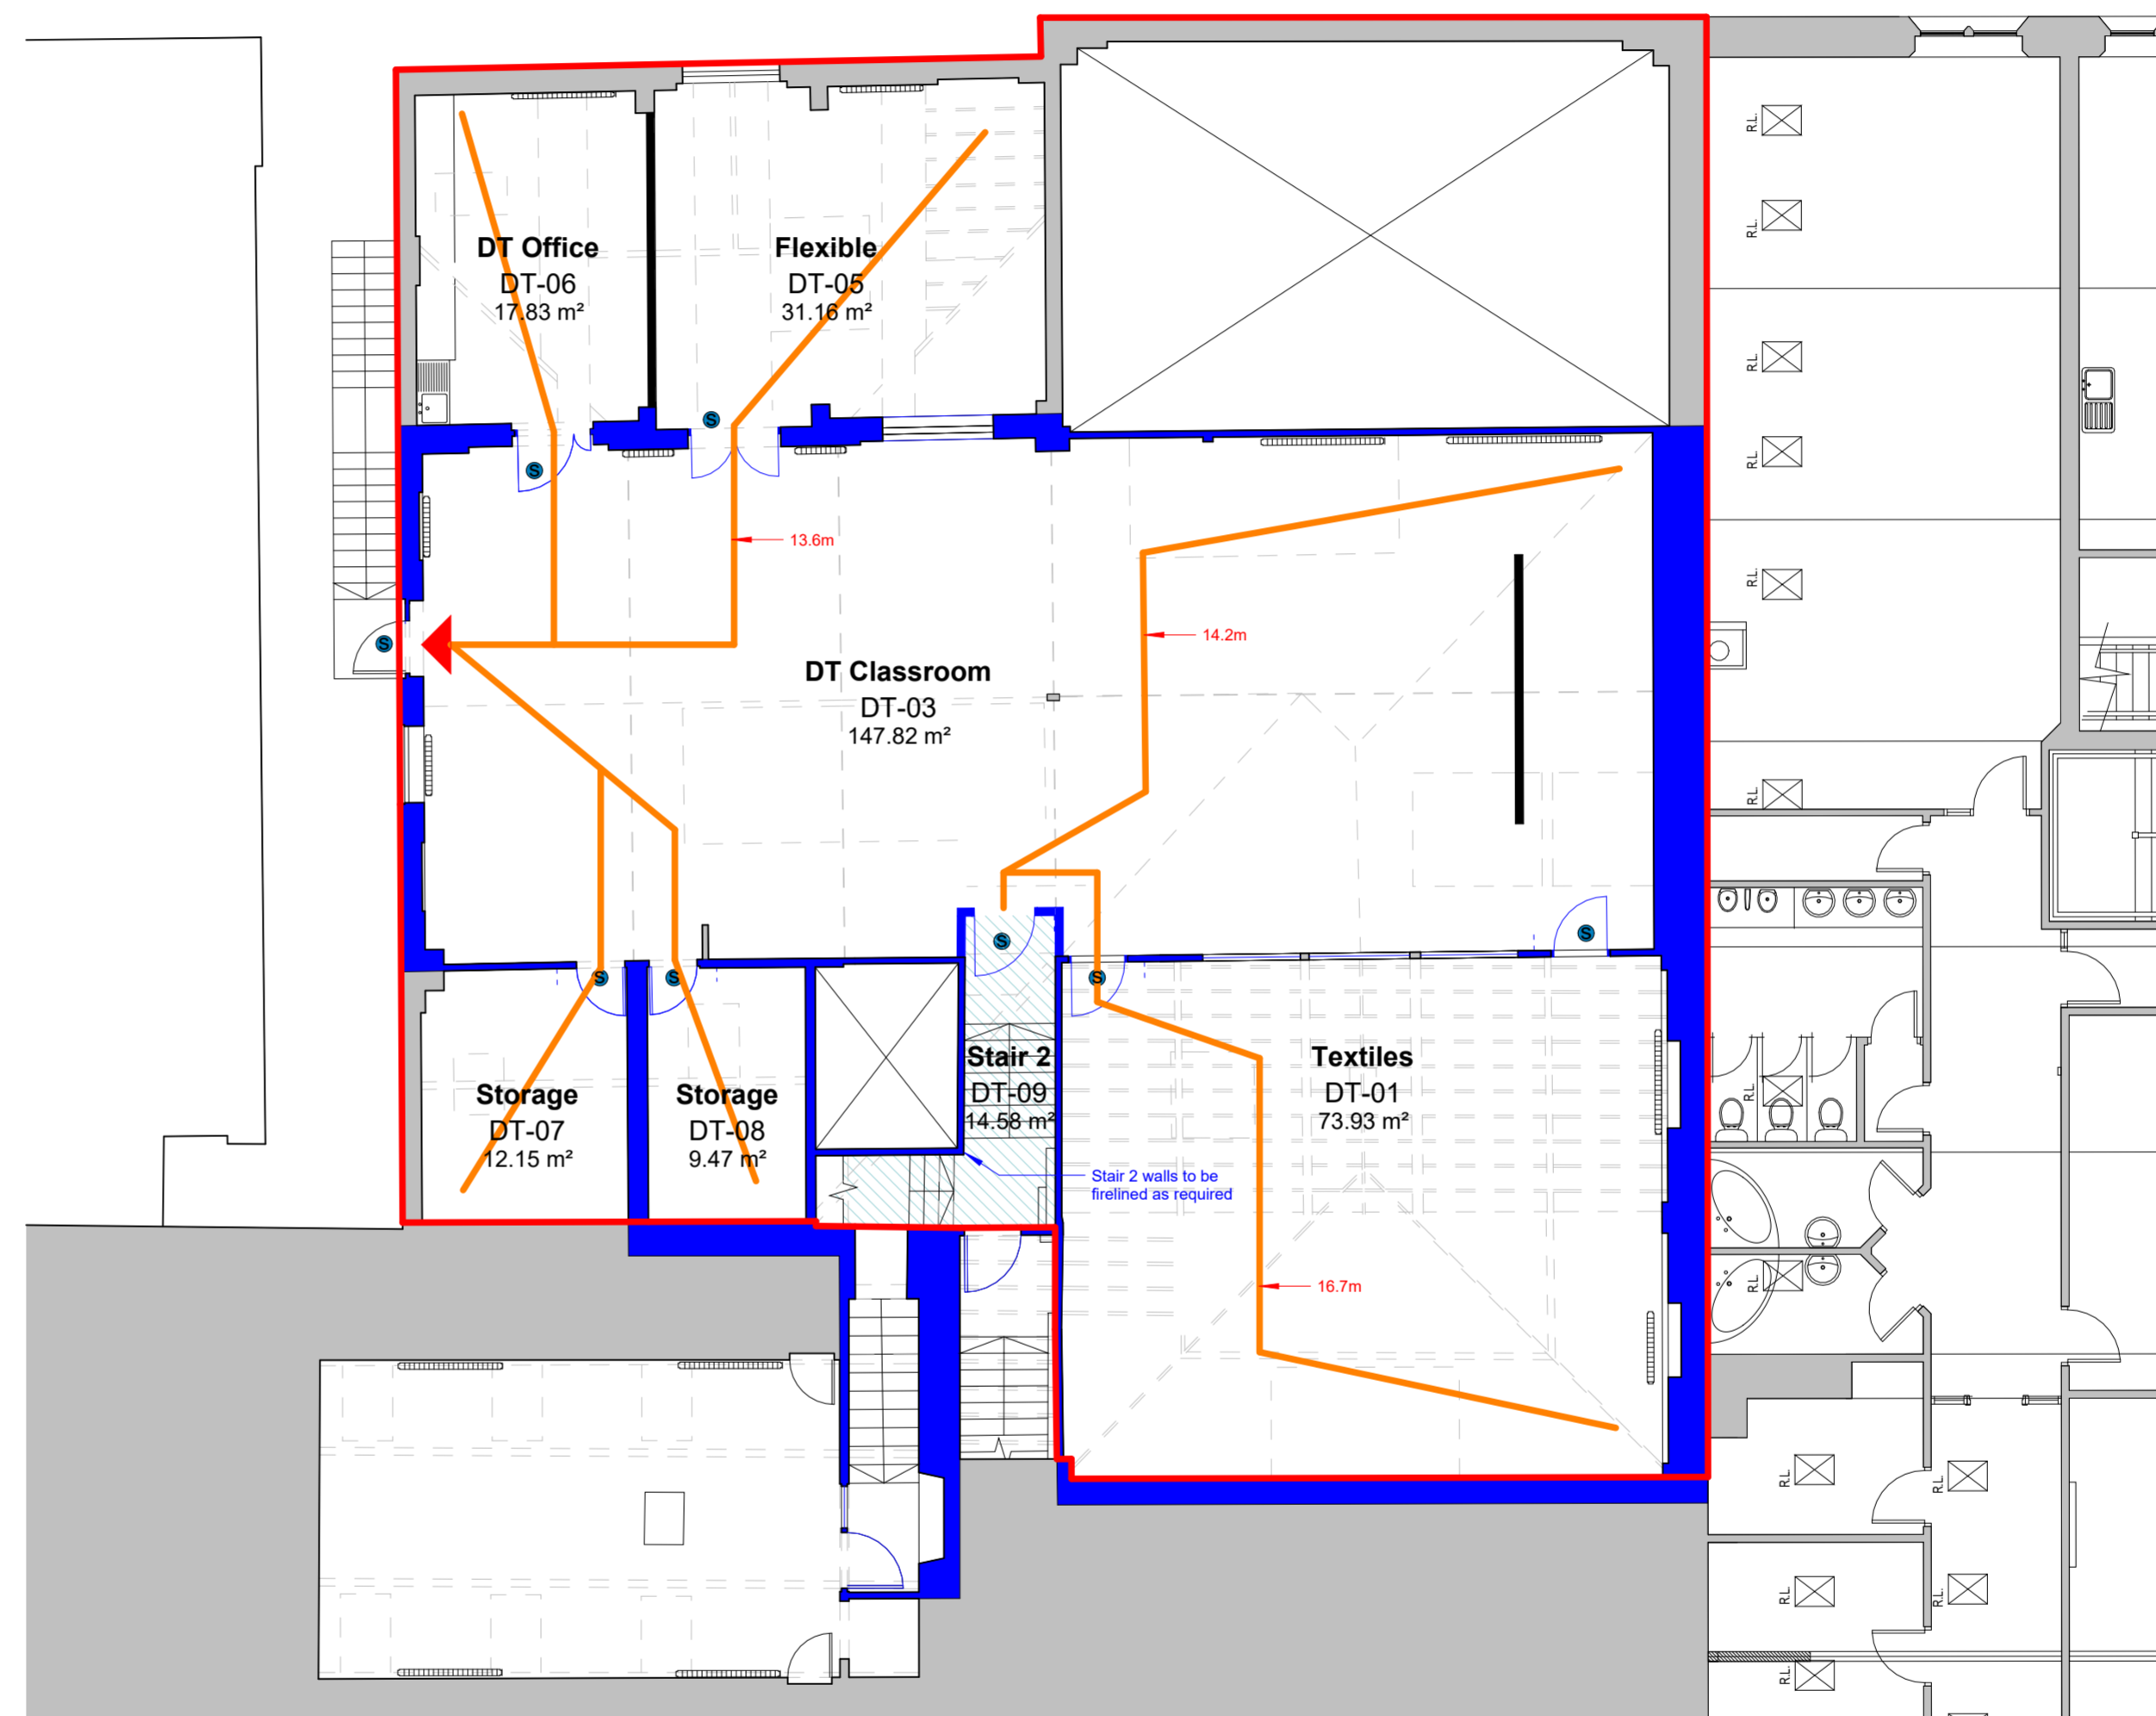 R.L.
R.L.
DT Office
DT-06
17.83 m²
Flexible
DT-05
31.16 m²
R.L.
R.L.
S
S
13.6m
R.L.
14.2m
S
DT Classroom
DT-03
147.82 m²
R.L.
S
S
S
S
S
Stair 2
DT-09
14.58 m²
Textiles
DT-01
73.93 m²
R.L.
Storage
DT-07
12.15 m²
Storage
DT-08
9.47 m²
Stair 2 walls to be
firelined as required
R.L.
16.7m
R.L.
R.L.
R.L.
R.L.
R.L.